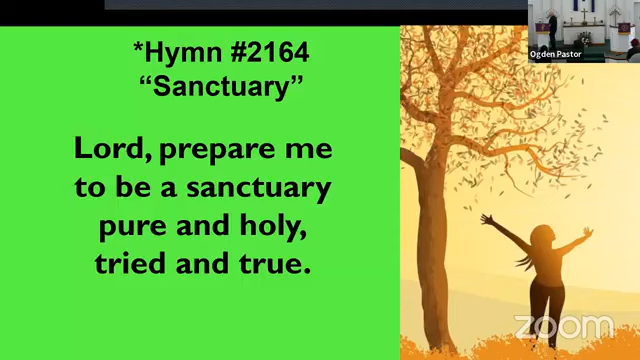 *Hymn #2164
“Sanctuary”
Lord, prepare me
to be a sanctuary
pure and holy,
tried and true.
Ogden Pastor
zoom